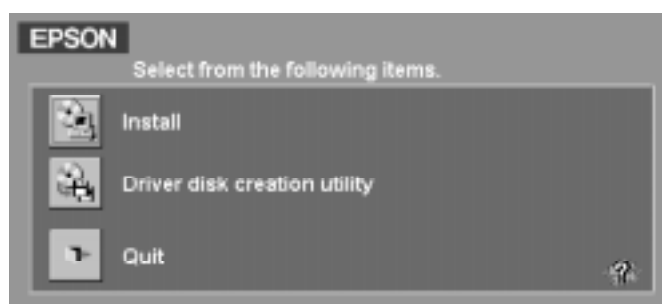 EPSON
Select from the following items.
Install
Driver disk creation utility
Quit